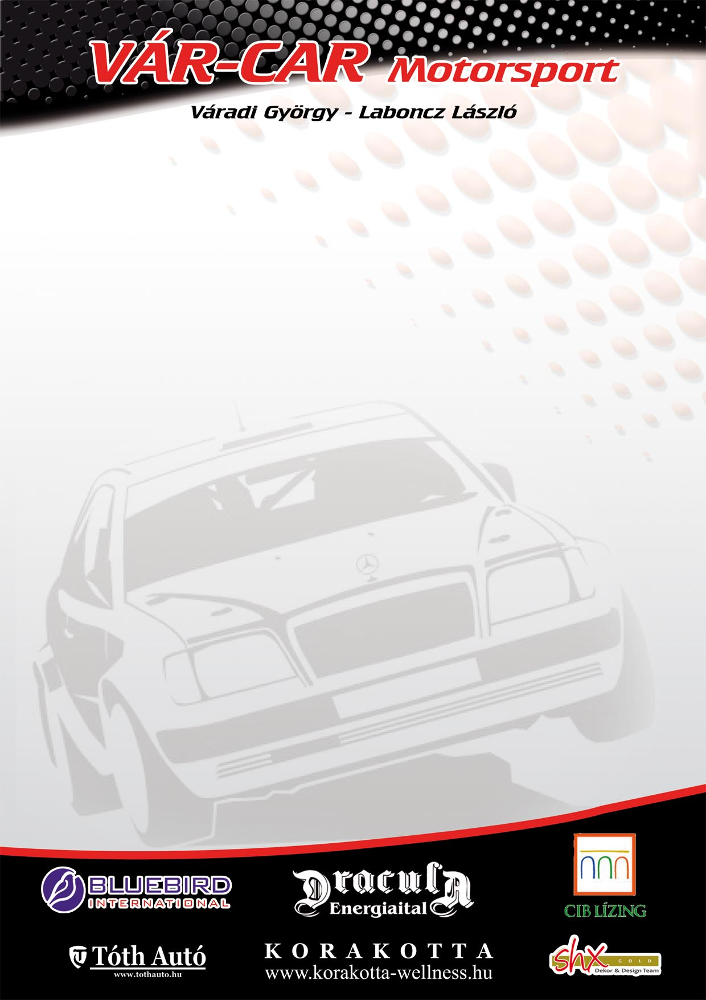 VÁR-CAR Motorsport
Váradi György - Laboncz László
BLUEBIRD
INTERNATIONAL
Dracula
Energiaital
CIB LÍZING
Tóth Autó
www.tothauto.hu
KORAKOTTA
www.korakotta-wellness.hu
shx
GOLD
Dekor & Design Team